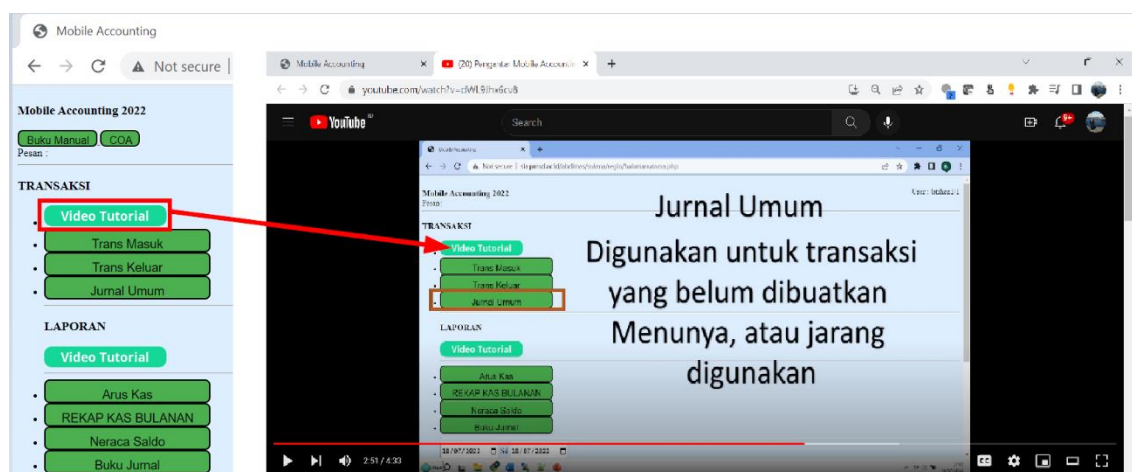 Mobile Accounting
Not secure
Mobile Accounting 2022
Buku Manual COA
Pesan :
TRANSAKSI
Video Tutorial
Trans Masuk
Trans Keluar
Jurnal Umum
LAPORAN
Video Tutorial
Arus Kas
REKAP KAS BULANAN
Neraca Saldo
Buku Jurnal
Mobile Accounting
(20) Pengantar Mobile Accountin
YouTube
Search
Mobile Accounting 2022
Pesan:
TRANSAKSI
Video Tutorial
Trans Masuk
Trans Keluar
Jurnal Umum
LAPORAN
Video Tutorial
Arus Kas
REKAP KAS BULANAN
Neraca Saldo
Buku Jurnal
Jurnal Umum
Digunakan untuk transaksi
yang belum dibuatkan
Menunya, atau jarang
digunakan
2:51 / 4:33